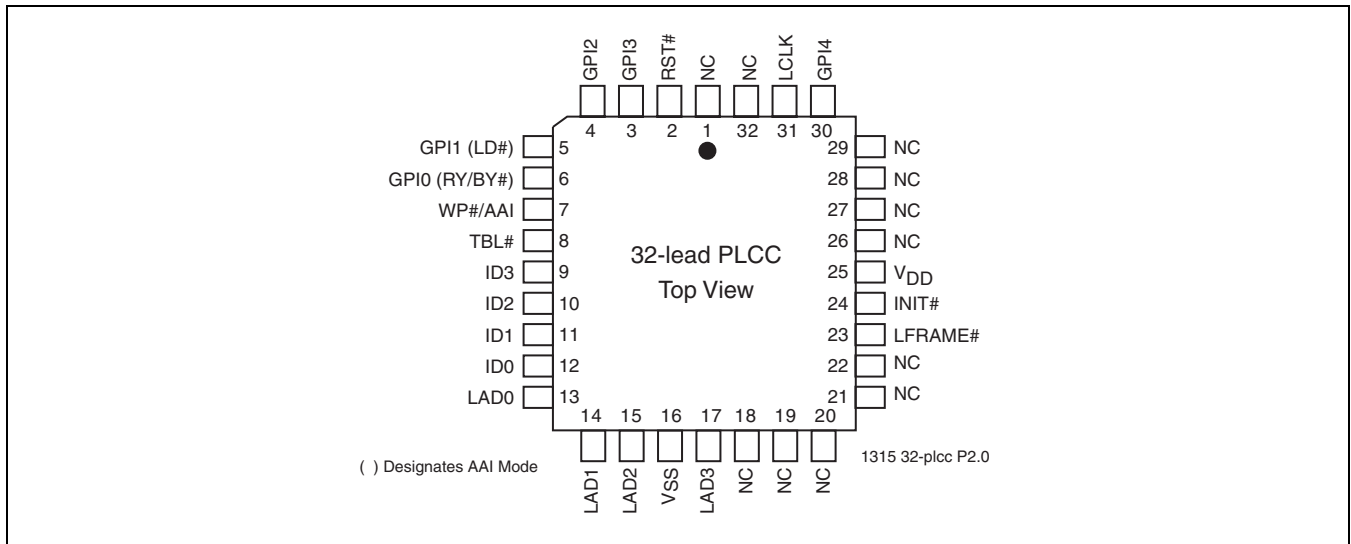 GPI2
GPI3
RST#
NC
NC
LCLK
GPI4
4 3 2 1 32 31 30
GPI1 (LD#) 5
GPI0 (RY/BY#) 6
WP#/AAI 7
TBL# 8
ID3 9
ID2 10
ID1 11
ID0 12
LAD0 13
32-lead PLCC
Top View
29 NC
28 NC
27 NC
26 NC
25 VDD
24 INIT#
23 LFRAME#
22 NC
21 NC
14 15 16 17 18 19 20
LAD1
LAD2
VSS
LAD3
NC
NC
NC
( ) Designates AAI Mode
1315 32-plcc P2.0